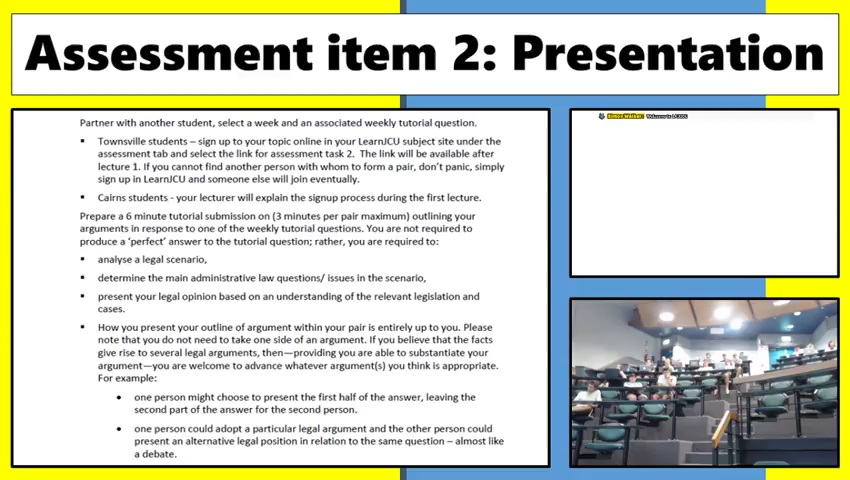 Assessment item 2: Presentation
Partner with another student, select a week and an associated weekly tutorial question.
▪ Townsville students – sign up to your topic online in your LearnJCU subject site under the
assessment tab and select the link for assessment task 2. The link will be available after
lecture 1. If you cannot find another person with whom to form a pair, don't panic, simply
sign up in LearnJCU and someone else will join eventually.
▪ Cairns students - your lecturer will explain the signup process during the first lecture.
Prepare a 6 minute tutorial submission on (3 minutes per pair maximum) outlining your
arguments in response to one of the weekly tutorial questions. You are not required to
produce a 'perfect' answer to the tutorial question; rather, you are required to:
▪ analyse a legal scenario,
▪ determine the main administrative law questions/ issues in the scenario,
▪ present your legal opinion based on an understanding of the relevant legislation and
cases.
▪ How you present your outline of argument within your pair is entirely up to you. Please
note that you do not need to take one side of an argument. If you believe that the facts
give rise to several legal arguments, then—providing you are able to substantiate your
argument—you are welcome to advance whatever argument(s) you think is appropriate.
For example:
• one person might choose to present the first half of the answer, leaving the
second part of the answer for the second person.
• one person could adopt a particular legal argument and the other person could
present an alternative legal position in relation to the same question – almost like
a debate.
Welcome to